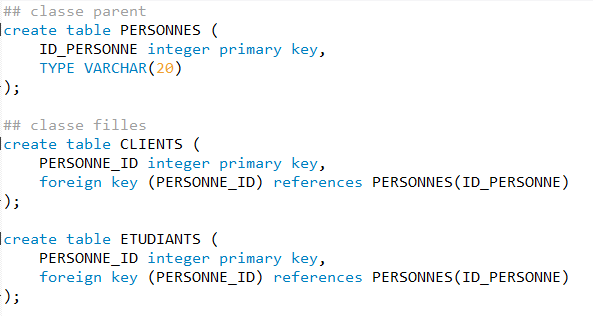 ## classe parent
create table PERSONNES (
    ID_PERSONNE integer primary key,
    TYPE VARCHAR(20)
);

## classe filles
create table CLIENTS (
    PERSONNE_ID integer primary key,
    foreign key (PERSONNE_ID) references PERSONNES(ID_PERSONNE)
);

create table ETUDIANTS (
    PERSONNE_ID integer primary key,
    foreign key (PERSONNE_ID) references PERSONNES(ID_PERSONNE)
);